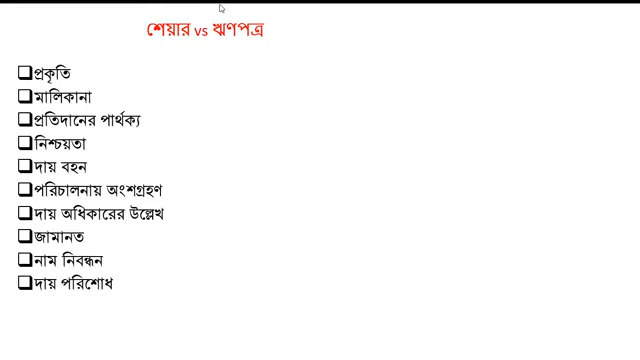 শেয়ার vs ঋণপত্র
প্রকৃতি
মালিকানা
প্রতিদানের পার্থক্য
নিশ্চয়তা
দায় বহন
পরিচালনায় অংশগ্রহণ
দায় অধিকারের উল্লেখ
জামানত
নাম নিবন্ধন
দায় পরিশোধ